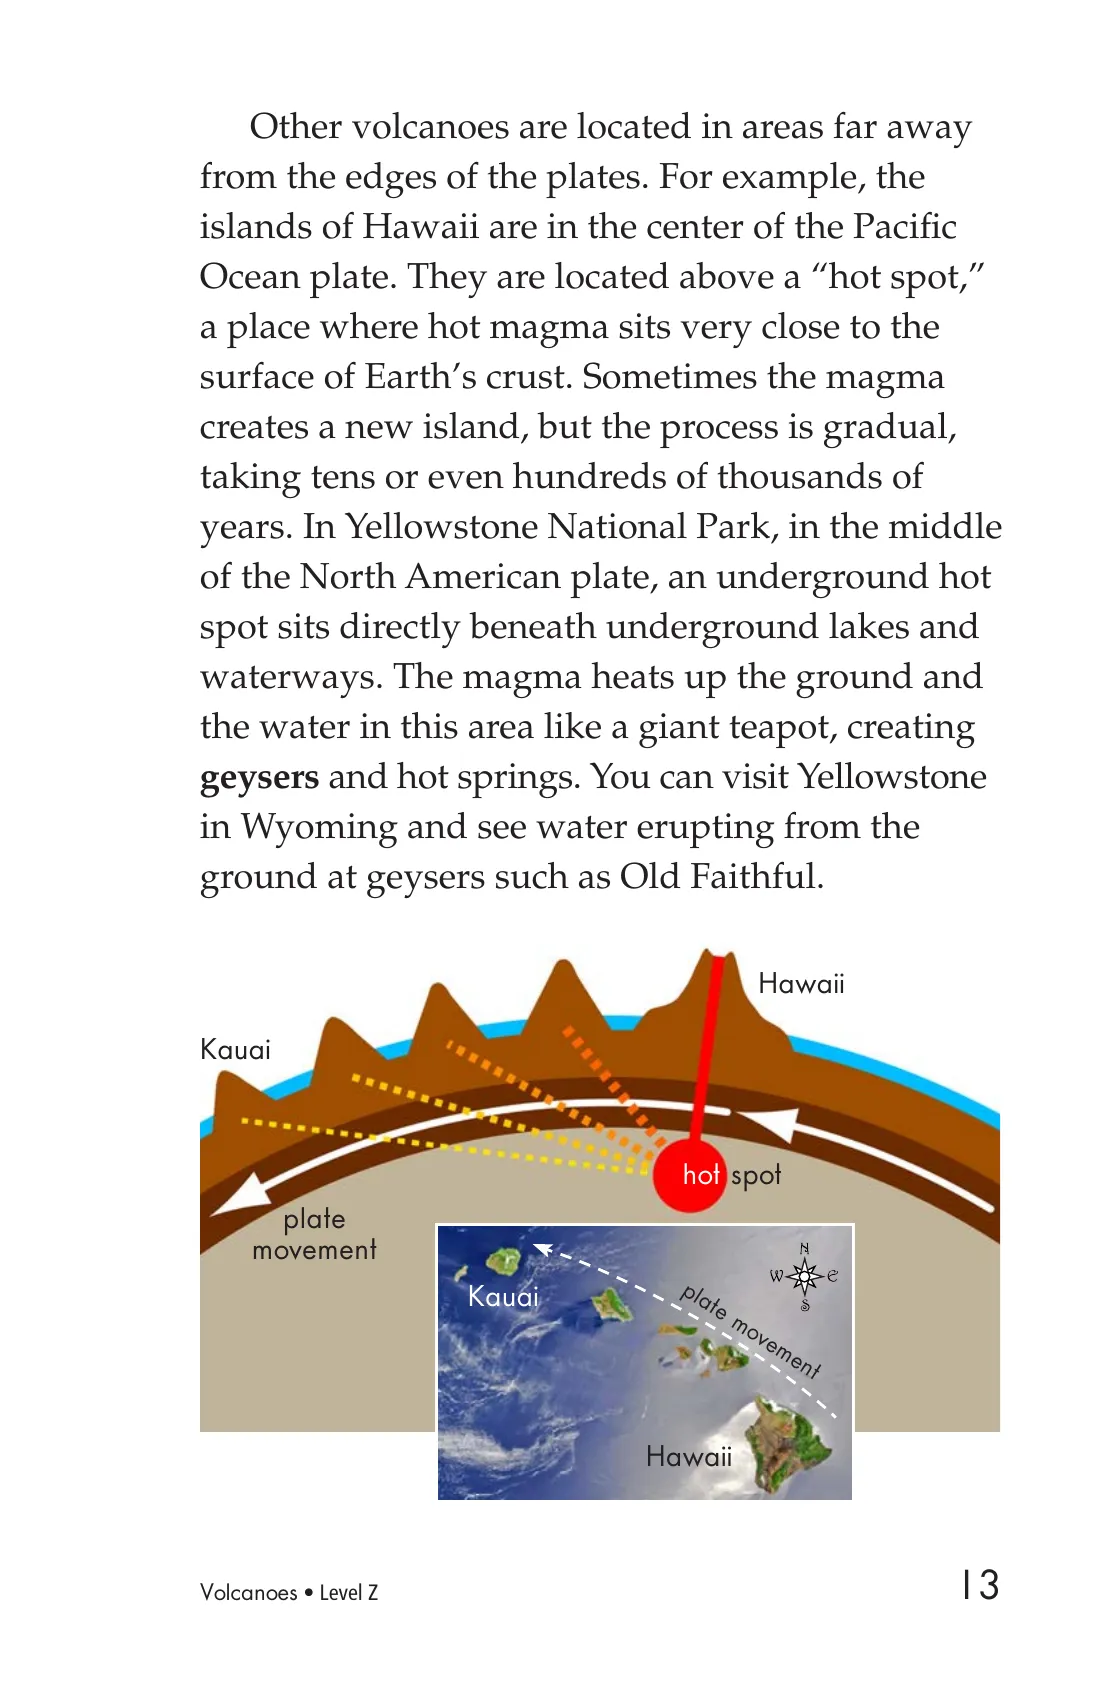 Other volcanoes are located in areas far away
from the edges of the plates. For example, the
islands of Hawaii are in the center of the Pacific
Ocean plate. They are located above a “hot spot,”
a place where hot magma sits very close to the
surface of Earth’s crust. Sometimes the magma
creates a new island, but the process is gradual,
taking tens or even hundreds of thousands of
years. In Yellowstone National Park, in the middle
of the North American plate, an underground hot
spot sits directly beneath underground lakes and
waterways. The magma heats up the ground and
the water in this area like a giant teapot, creating
geysers and hot springs. You can visit Yellowstone
in Wyoming and see water erupting from the
ground at geysers such as Old Faithful.
Hawaii
Kauai
hot spot
plate
movement
N
W E
S
Kauai
plate movement
Hawaii
Volcanoes • Level Z
13